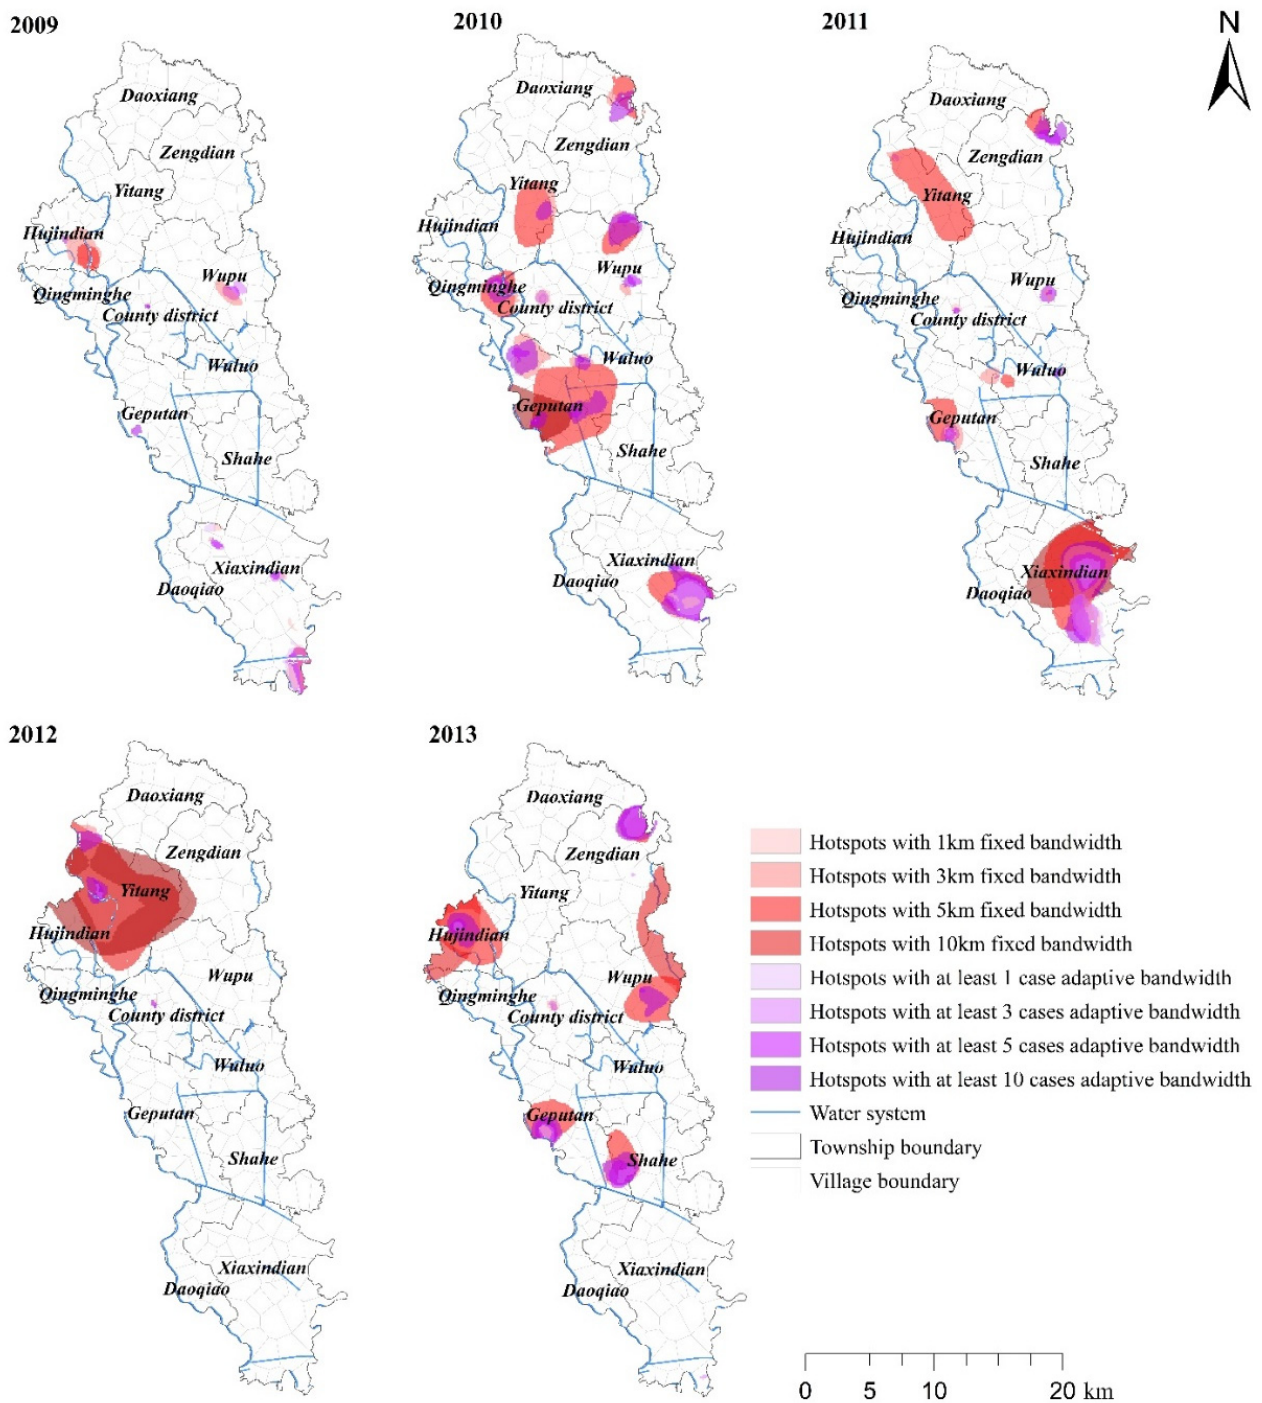 2009
Daoxiang
Zengdian
Yitang
Hujindian
Wupu
Qingminghe
County district
Wuluo
Geputan
Shahe
Xiaxindian
Daoqiao
2010
Daoxiang
Zengdian
Yitang
Hujindian
Wupu
Qingminghe
County district
Wuluo
Geputan
Shahe
Xiaxindian
Daoqiao
2011
N
Daoxiang
Zengdian
Yitang
Hujindian
Wupu
Qingminghe
County district
Wuluo
Geputan
Shahe
Xiaxindian
Daoqiao
2012
Daoxiang
Zengdian
Yitang
Hujindian
Wupu
Qingminghe
County district
Wuluo
Geputan
Shahe
Xiaxindian
Daoqiao
2013
Daoxiang
Zengdian
Yitang
Hujindian
Wupu
Qingminghe
County district
Wuluo
Geputan
Shahe
Xiaxindian
Daoqiao
Hotspots with 1km fixed bandwidth
Hotspots with 3km fixed bandwidth
Hotspots with 5km fixed bandwidth
Hotspots with 10km fixed bandwidth
Hotspots with at least 1 case adaptive bandwidth
Hotspots with at least 3 cases adaptive bandwidth
Hotspots with at least 5 cases adaptive bandwidth
Hotspots with at least 10 cases adaptive bandwidth
Water system
Township boundary
Village boundary
0 5 10 20 km